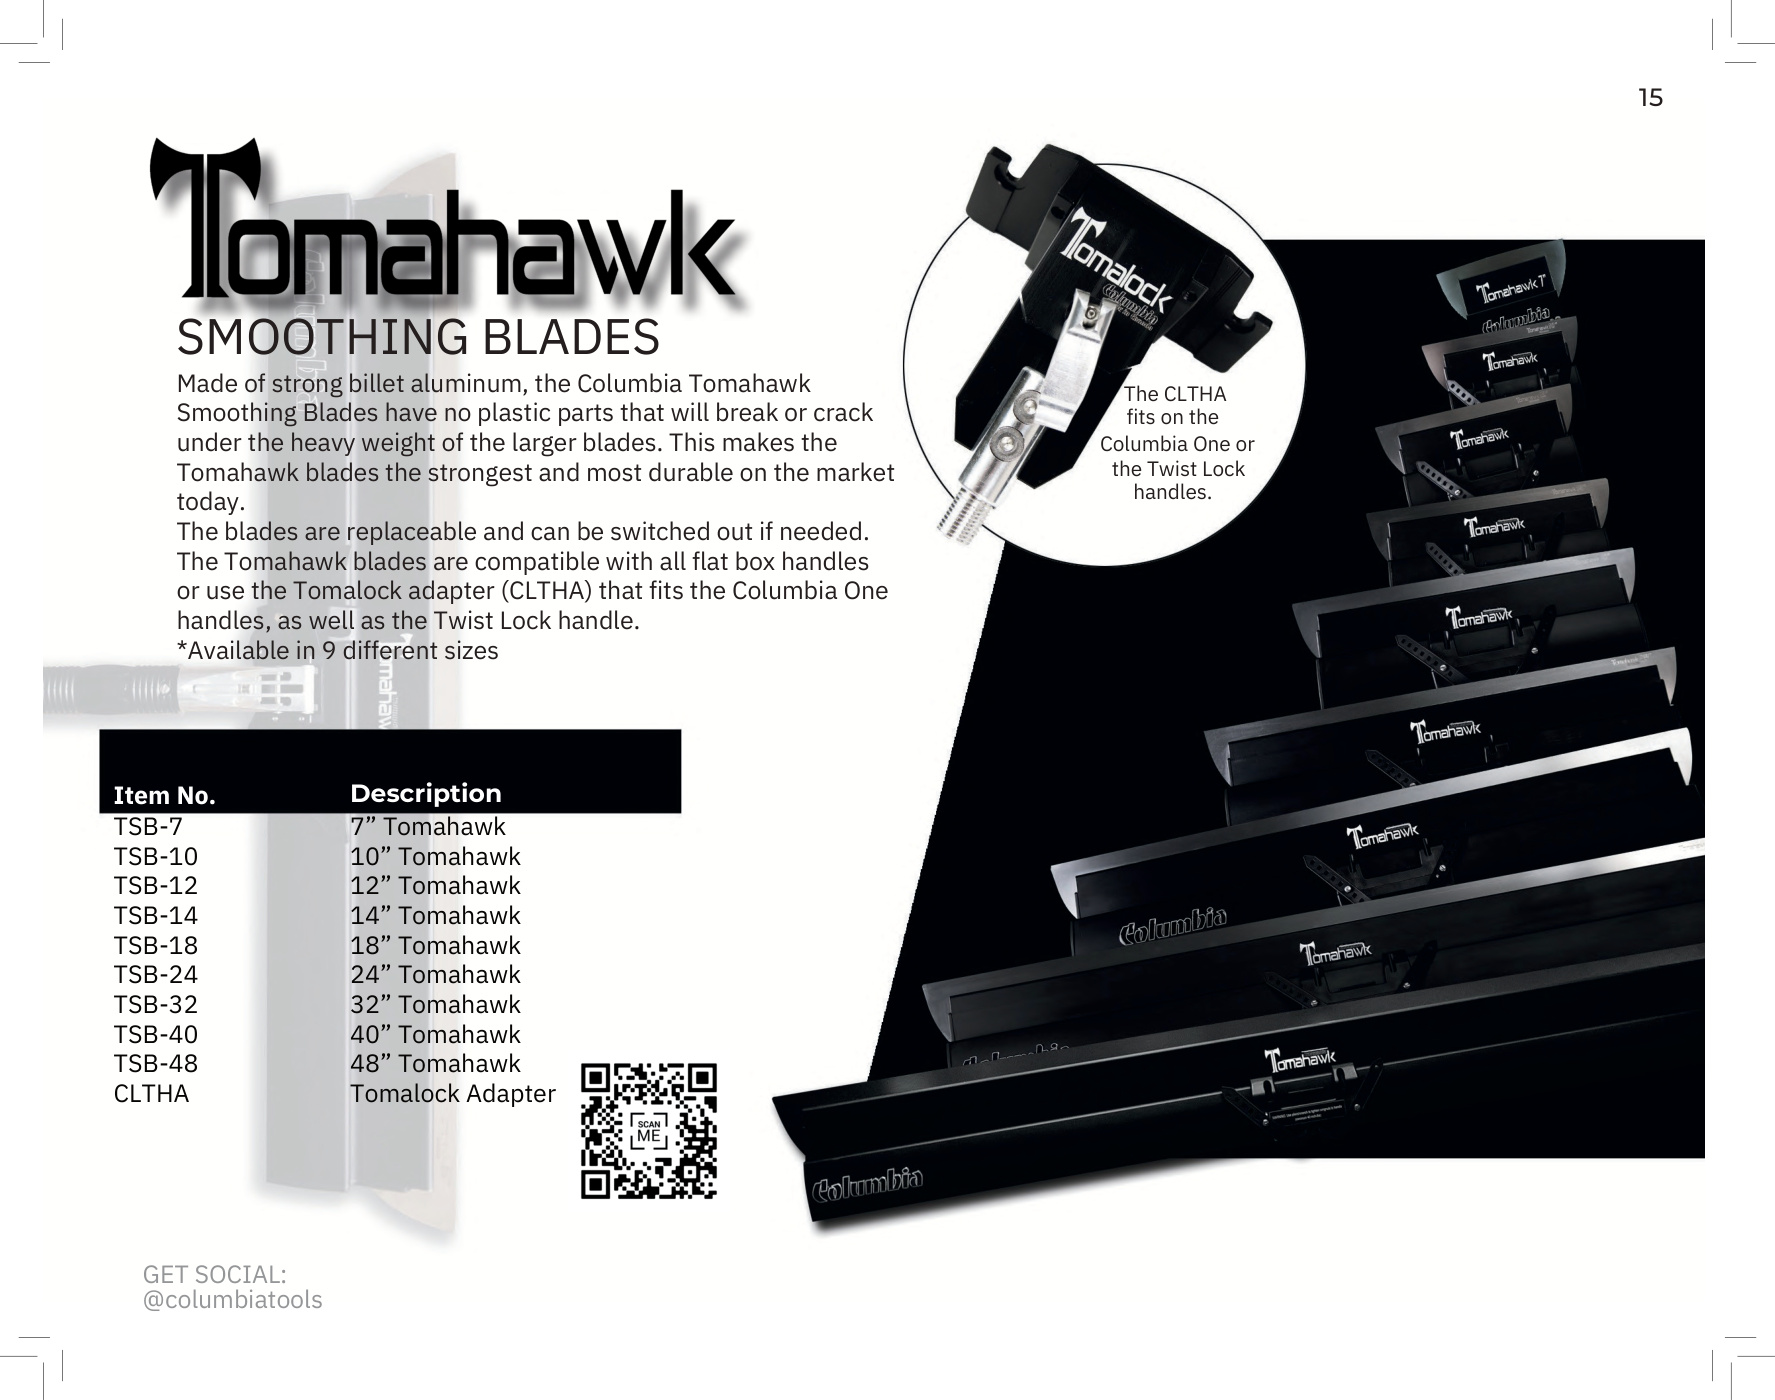 15
Tomahawk
SMOOTHING BLADES
Made of strong billet aluminum, the Columbia Tomahawk
Smoothing Blades have no plastic parts that will break or crack
under the heavy weight of the larger blades. This makes the
Tomahawk blades the strongest and most durable on the market
today.
The blades are replaceable and can be switched out if needed.
The Tomahawk blades are compatible with all flat box handles
or use the Tomalock adapter (CLTHA) that fits the Columbia One
handles, as well as the Twist Lock handle.
*Available in 9 different sizes
Tomalock
Columbia
The CLTHA
fits on the
Columbia One or
the Twist Lock
handles.
Item No. Description
TSB-7 7” Tomahawk
TSB-10 10” Tomahawk
TSB-12 12” Tomahawk
TSB-14 14” Tomahawk
TSB-18 18” Tomahawk
TSB-24 24” Tomahawk
TSB-32 32” Tomahawk
TSB-40 40” Tomahawk
TSB-48 48” Tomahawk
CLTHA Tomalock Adapter
SCAN
ME
Tomahawk 7"
Columbia
Tomahawk
Tomahawk
Tomahawk
Tomahawk
Tomahawk
Tomahawk
Columbia
Tomahawk
Columbia
Tomahawk
Columbia
GET SOCIAL:
@columbiatools